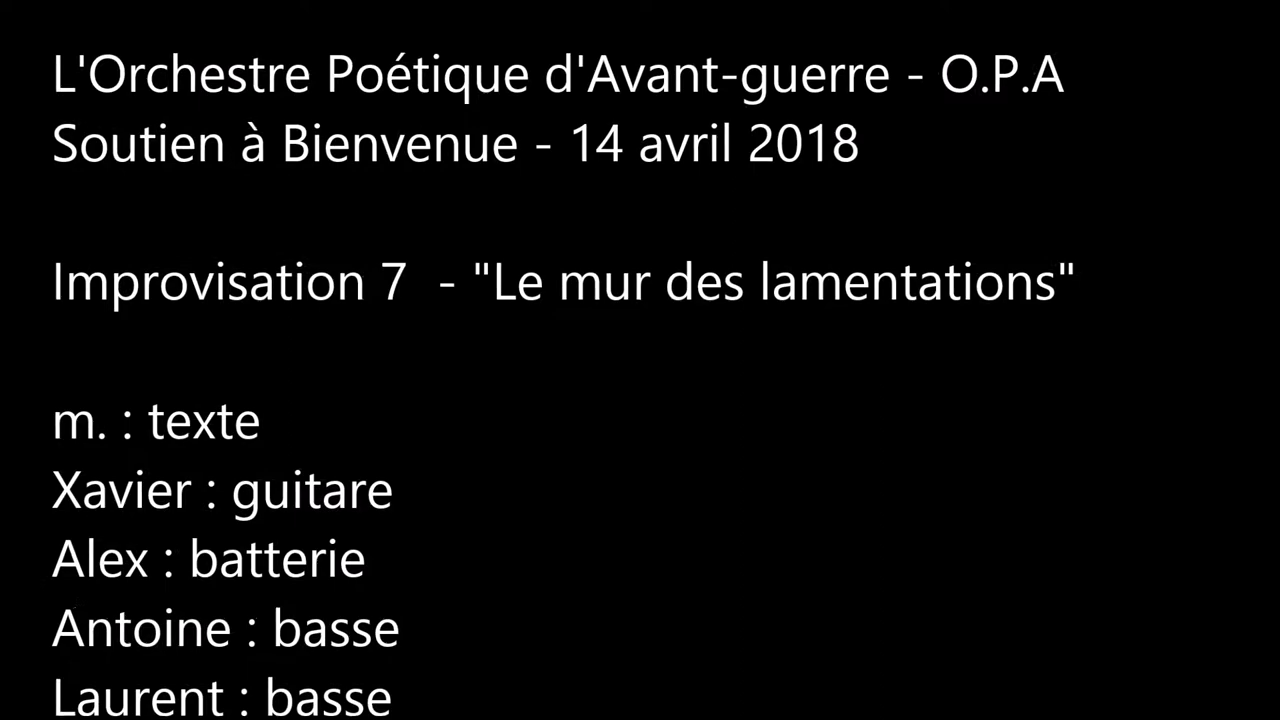 L'Orchestre Poétique d'Avant-guerre - O.P.A
Soutien à Bienvenue - 14 avril 2018
Improvisation 7  - "Le mur des lamentations"
m. : texte
Xavier : guitare
Alex : batterie
Antoine : basse
Laurent : basse